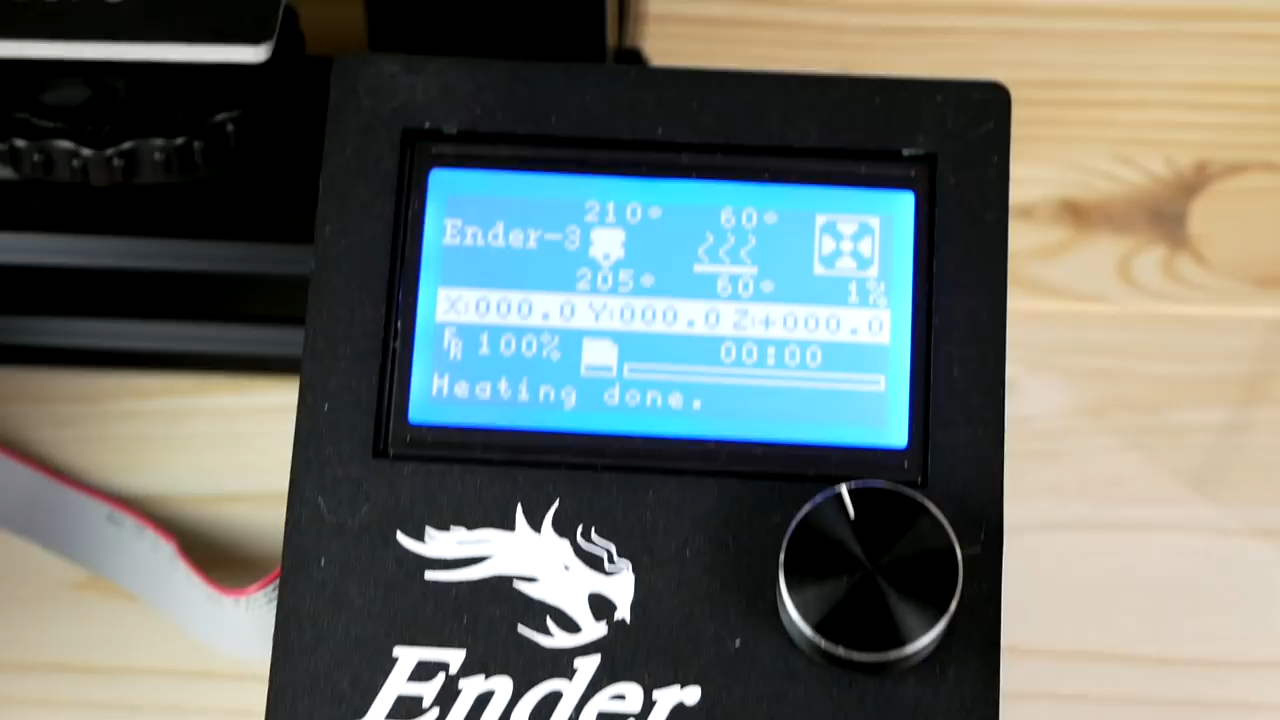 210° 60°
Ender-3
205° 60° 1%
X:000.0 Y:000.0 Z:+000.0
FR 100% 00:00
Heating done.
Ender